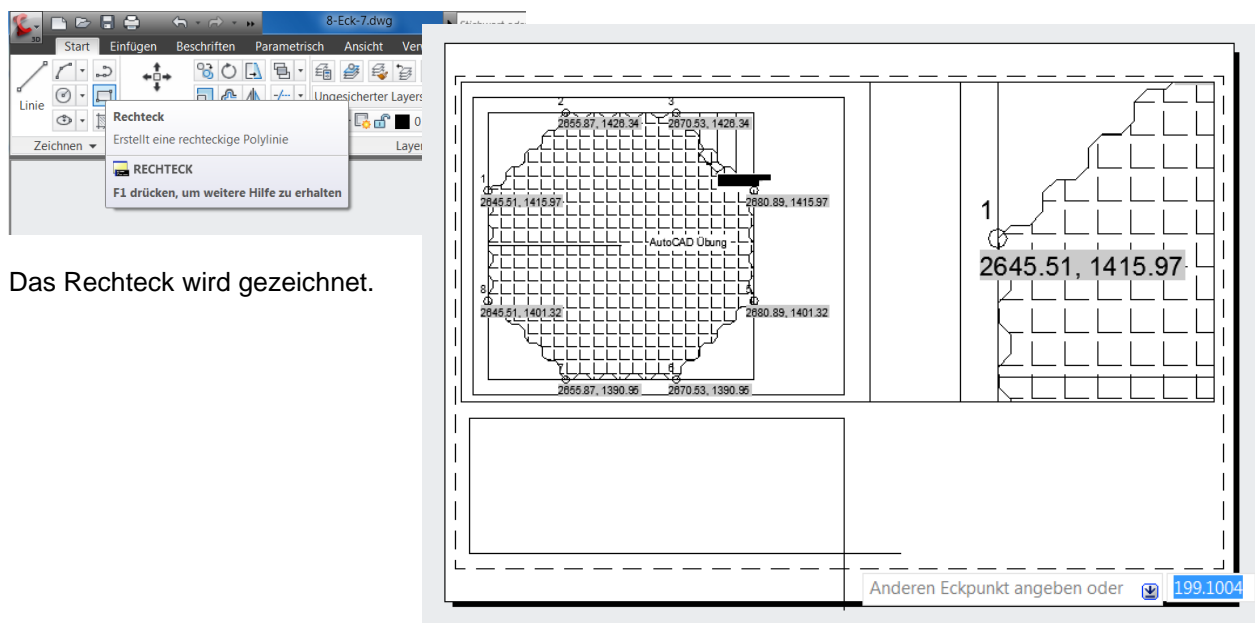 8-Eck-7.dwg
3D
Start Einfügen Beschriften Parametrisch Ansicht
Linie
Ungesicherter Layers
0
Zeichnen
Layer
Rechteck
Erstellt eine rechteckige Polylinie
RECHTECK
F1 drücken, um weitere Hilfe zu erhalten
Das Rechteck wird gezeichnet.
2 3
2655.87, 1426.34 2670.53, 1426.34
1
2645.51, 1415.97 2680.89, 1415.97
AutoCAD Übung
8 5
2645.51, 1401.32 2680.89, 1401.32
7 6
2655.87, 1390.95 2670.53, 1390.95
1
2645.51, 1415.97
Anderen Eckpunkt angeben oder 199.1004